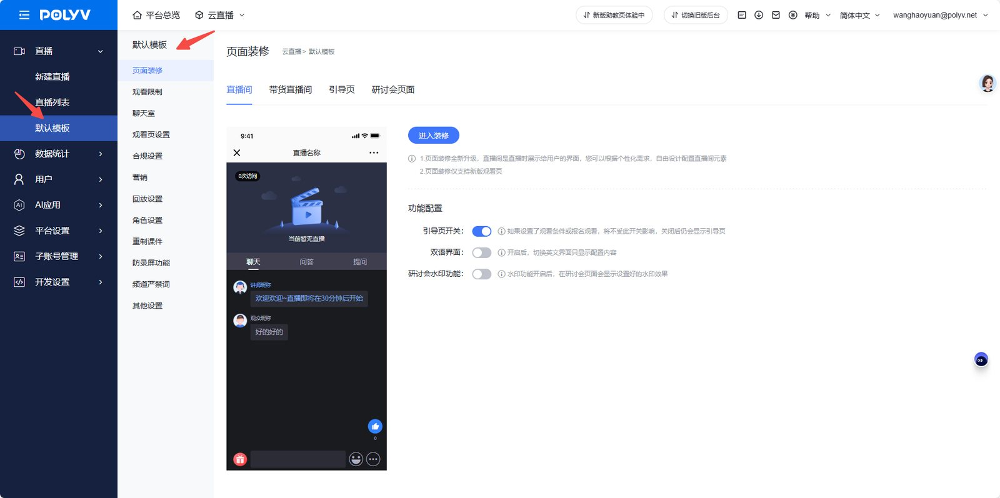 POLYV
平台总览
云直播
新版助教页体验中
切换旧版后台
帮助
简体中文
wanghaoyuan@polyv.net
直播
新建直播
直播列表
默认模板
数据统计
用户
AI应用
平台设置
子账号管理
开发设置
默认模板
页面装修
观看限制
聊天室
观看页设置
合规设置
营销
回放设置
角色设置
重制课件
防录屏功能
频道严禁词
其他设置
页面装修
云直播> 默认模板
直播间 带货直播间 引导页 研讨会页面
9:41
直播名称
0次访问
当前暂无直播
聊天 问答 提问
讲师昵称
欢迎欢迎~直播即将在30分钟后开始
观众昵称
好的好的
0
进入装修
1.页面装修全新升级，直播间是直播时展示给用户的界面，您可以根据个性化需求，自由设计配置直播间元素
2.页面装修仅支持新版观看页
功能配置
引导页开关： 如果设置了观看条件或报名观看，将不受此开关影响，关闭后仍会显示引导页
双语界面： 开启后，切换英文界面只显示配置内容
研讨会水印功能： 水印功能开启后，在研讨会页面会显示设置好的水印效果